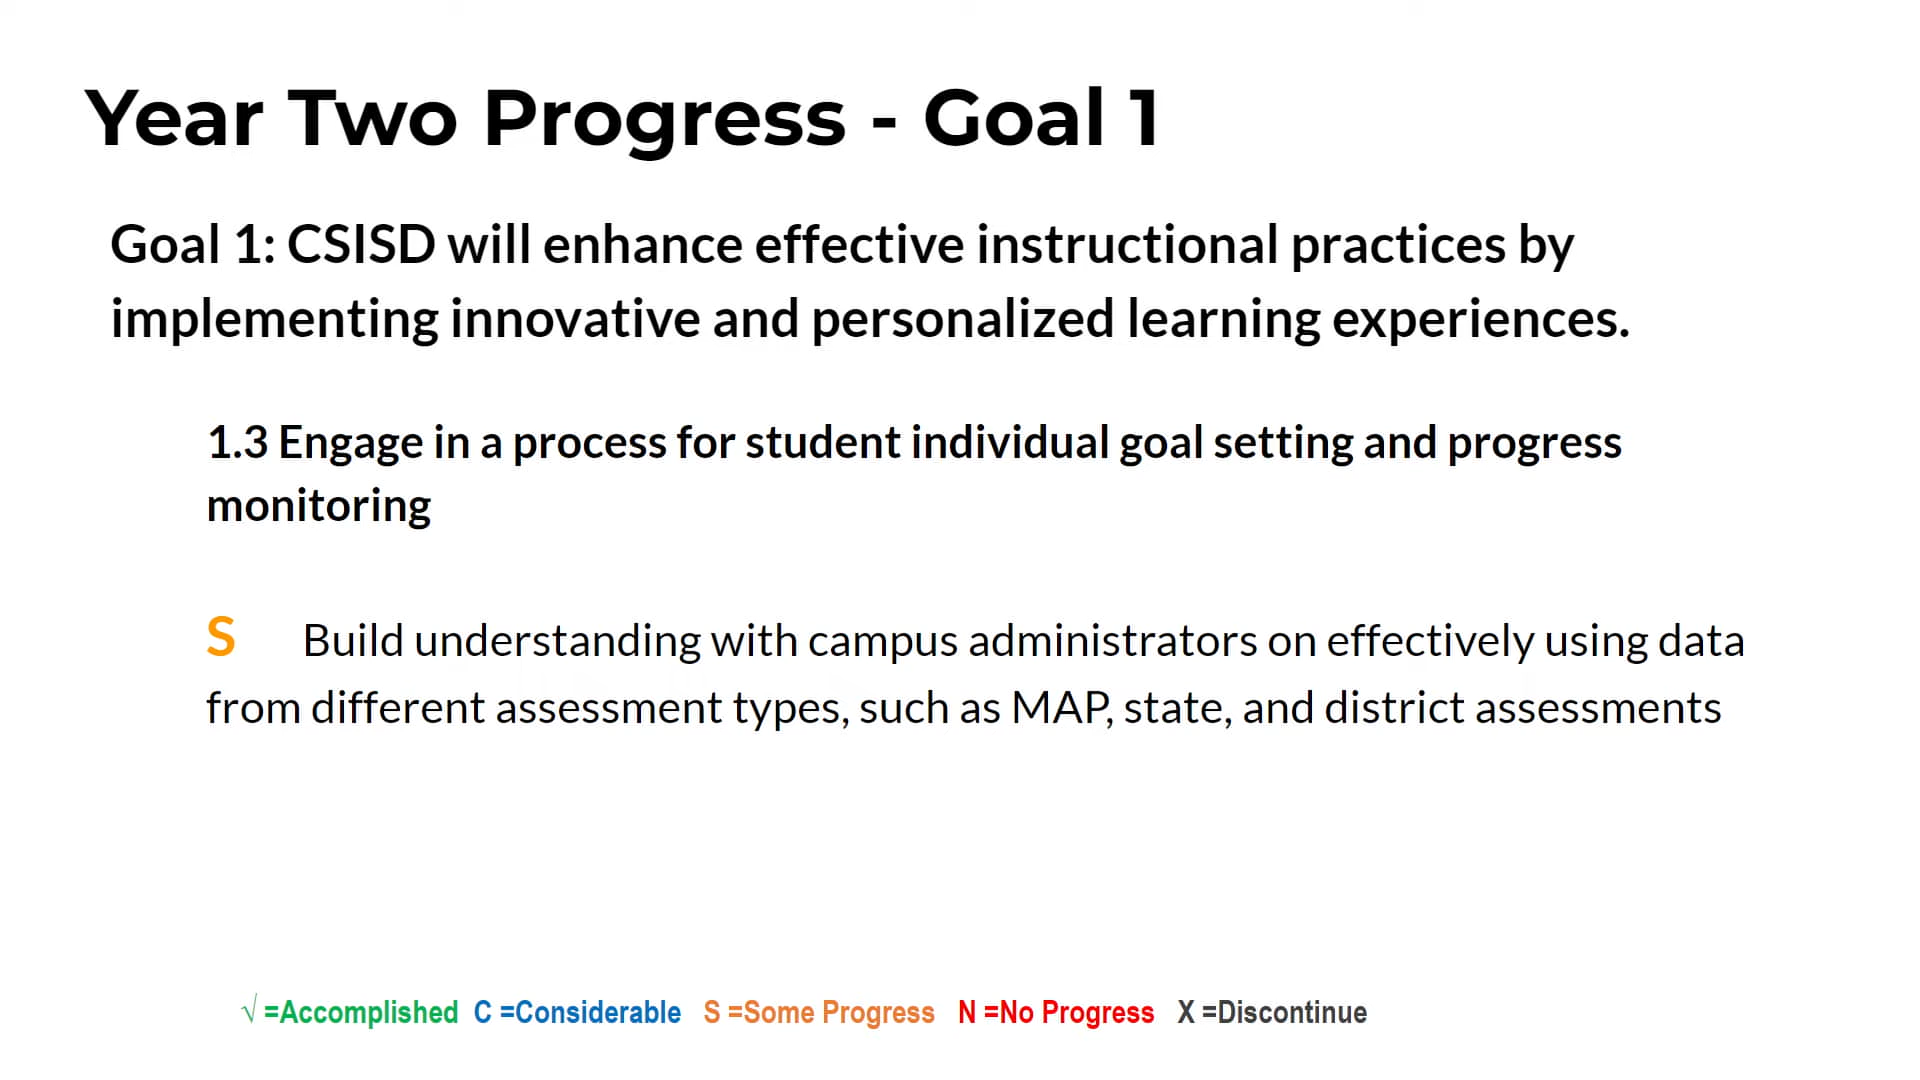 Year Two Progress - Goal 1
Goal 1: CSISD will enhance effective instructional practices by
implementing innovative and personalized learning experiences.
1.3 Engage in a process for student individual goal setting and progress
monitoring
S Build understanding with campus administrators on effectively using data
from different assessment types, such as MAP, state, and district assessments
√ =Accomplished C =Considerable S =Some Progress N =No Progress X =Discontinue